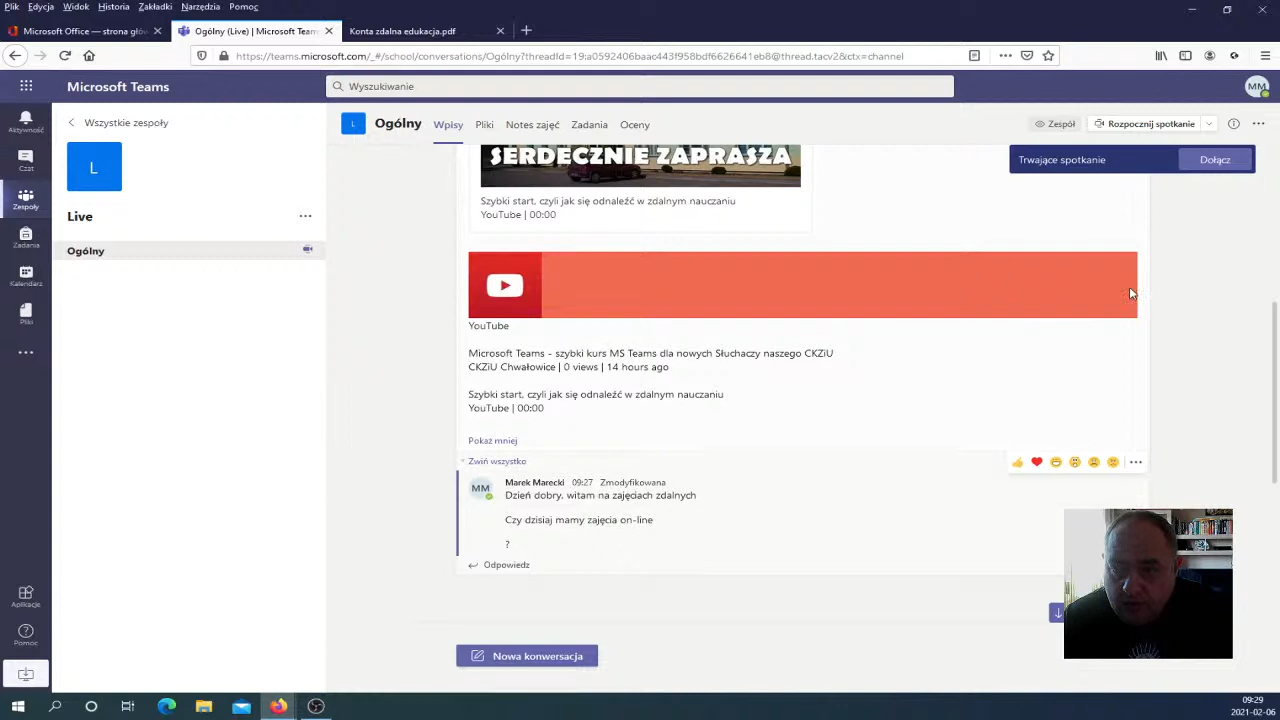 Plik Edycja Widok Historia Zakładki Narzędzia Pomoc
Microsoft Office — strona głów
Ogólny (Live) | Microsoft Team
Konta zdalna edukacja.pdf
https://teams.microsoft.com/_#/school/conversations/Ogólny?threadId=19:a0592406baac443f958bdf6626641eb8@thread.tacv2&ctx=channel
Microsoft Teams
Wyszukiwanie
MM
Aktywność
Czat
Zespoły
Zadania
Kalendarz
Pliki
Aplikacje
Pomoc
Wszystkie zespoły
L
Live
Ogólny
L
Ogólny
Wpisy Pliki Notes zajęć Zadania Oceny
Zespół
Rozpocznij spotkanie
Trwające spotkanie
Dołącz
SERDECZNIE ZAPRASZA
Szybki start, czyli jak się odnaleźć w zdalnym nauczaniu
YouTube | 00:00
YouTube
Microsoft Teams - szybki kurs MS Teams dla nowych Słuchaczy naszego CKZiU
CKZiU Chwałowice | 0 views | 14 hours ago
Szybki start, czyli jak się odnaleźć w zdalnym nauczaniu
YouTube | 00:00
Pokaż mniej
Zwiń wszystko
MM
Marek Marecki 09:27 Zmodyfikowana
Dzień dobry, witam na zajęciach zdalnych
Czy dzisiaj mamy zajęcia on-line
?
Odpowiedz
Nowa konwersacja
09:29
2021-02-06